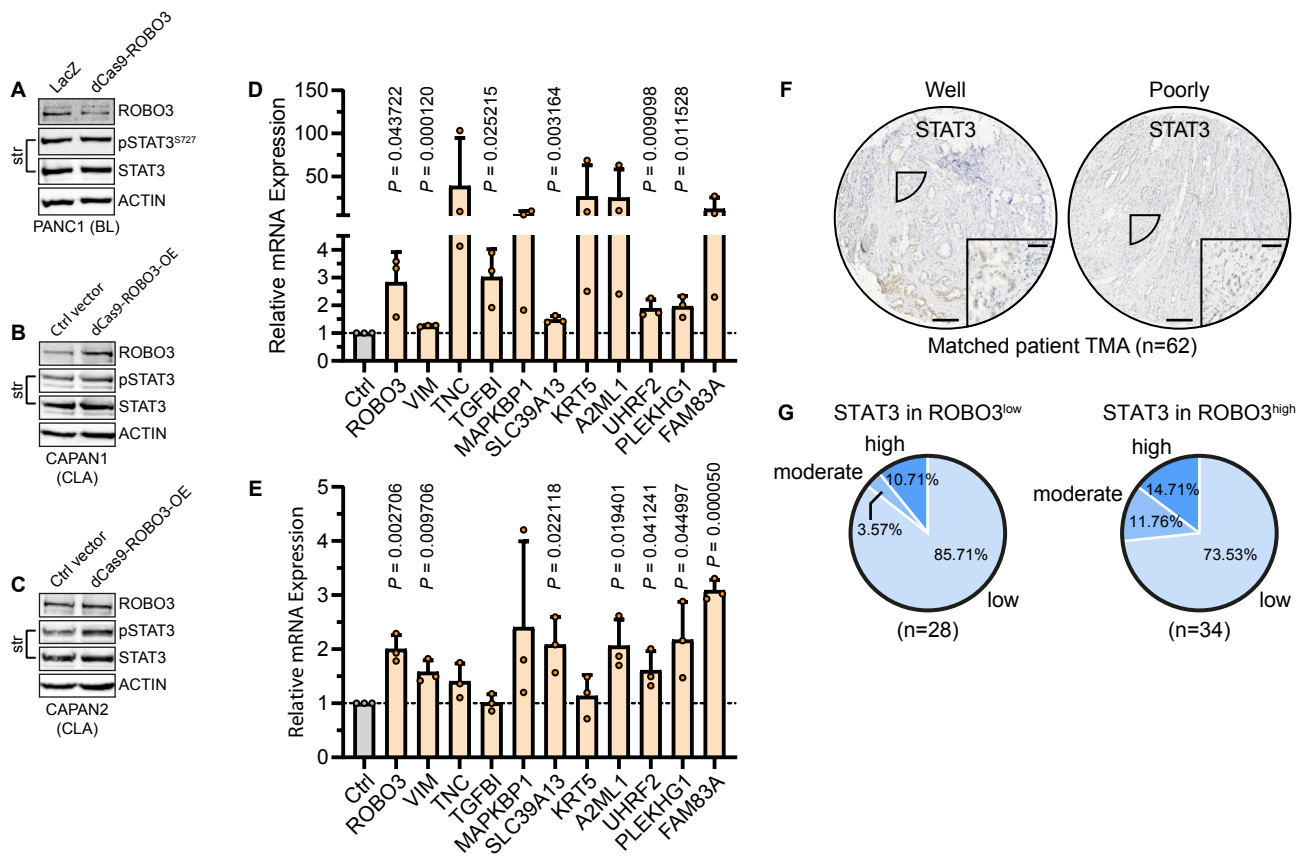 A
LacZ
dCas9-ROBO3
ROBO3
str
pSTAT3S727
STAT3
ACTIN
PANC1 (BL)
B
Ctrl vector
dCas9-ROBO3-OE
ROBO3
str
pSTAT3
STAT3
ACTIN
CAPAN1
(CLA)
C
Ctrl vector
dCas9-ROBO3-OE
ROBO3
str
pSTAT3
STAT3
ACTIN
CAPAN2
(CLA)
D
Relative mRNA Expression
150
100
50
4
3
2
1
0
P = 0.043722
P = 0.000120
P = 0.025215
P = 0.003164
P = 0.009098
P = 0.011528
Ctrl
ROBO3
VIM
TNC
TGFBI
MAPKBP1
SLC39A13
KRT5
A2ML1
UHRF2
PLEKHG1
FAM83A
E
Relative mRNA Expression
5
4
3
2
1
0
P = 0.002706
P = 0.009706
P = 0.022118
P = 0.019401
P = 0.041241
P = 0.044997
P = 0.000050
Ctrl
ROBO3
VIM
TNC
TGFBI
MAPKBP1
SLC39A13
KRT5
A2ML1
UHRF2
PLEKHG1
FAM83A
F
Well
Poorly
STAT3
STAT3
Matched patient TMA (n=62)
G
STAT3 in ROBO3low
high
moderate
10.71%
3.57%
85.71%
low
(n=28)
STAT3 in ROBO3high
high
moderate
14.71%
11.76%
73.53%
low
(n=34)